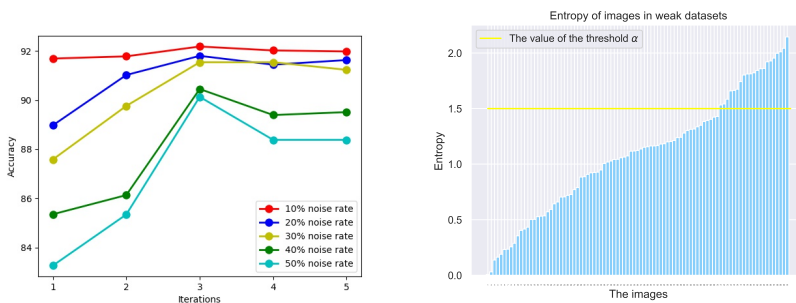 92
90
88
86
84
Accuracy
1 2 3 4 5
Iterations
10% noise rate
20% noise rate
30% noise rate
40% noise rate
50% noise rate
Entropy of images in weak datasets
The value of the threshold α
2.0
1.5
1.0
0.5
0.0
Entropy
The images